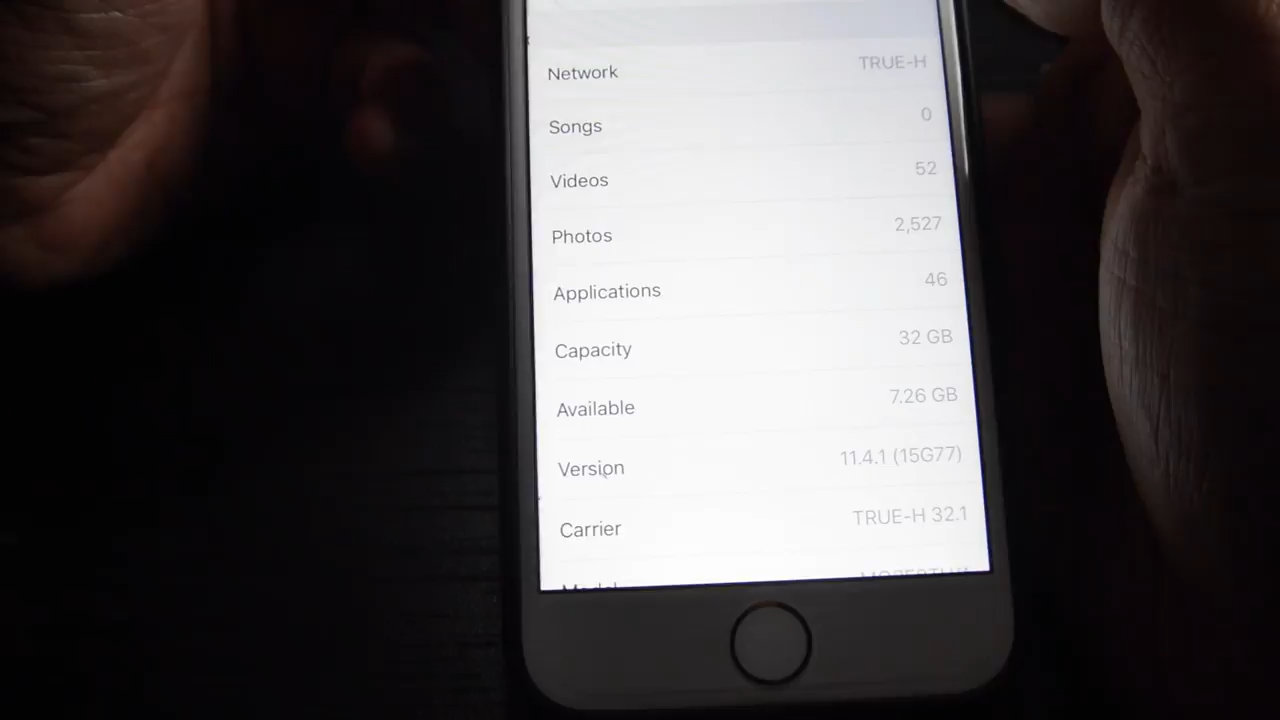 Network TRUE-H
Songs 0
Videos 52
Photos 2,527
Applications 46
Capacity 32 GB
Available 7.26 GB
Version 11.4.1 (15G77)
Carrier TRUE-H 32.1
Model